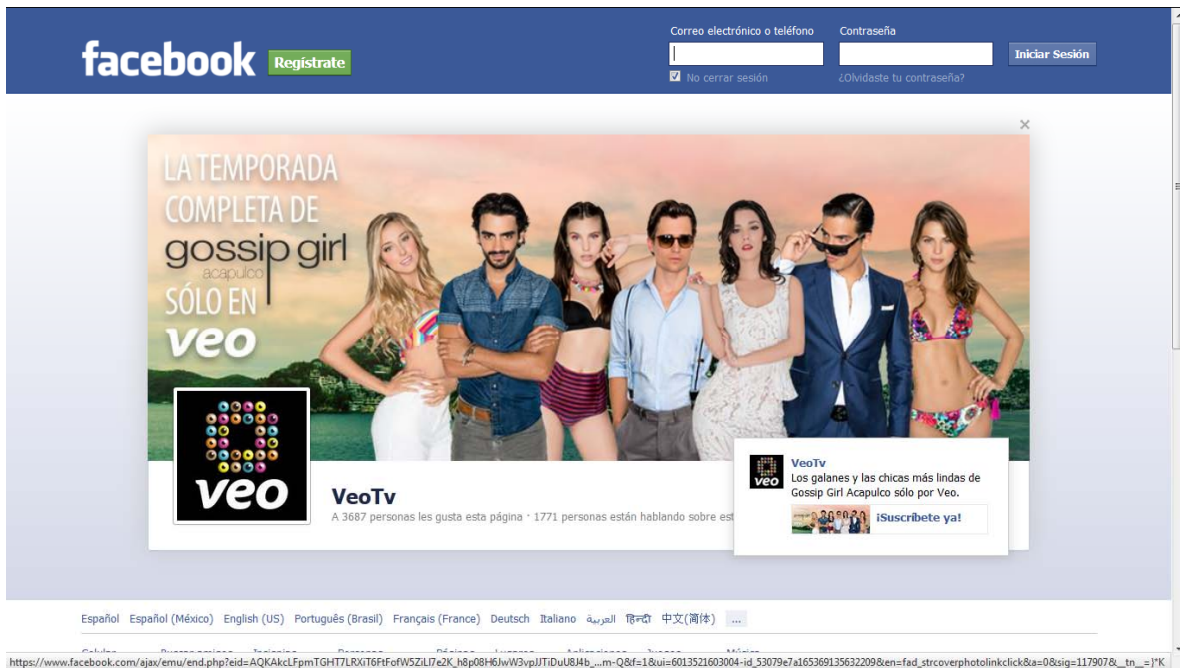 Correo electrónico o teléfono
Contraseña
facebook
Regístrate
Iniciar Sesión
No cerrar sesión
¿Olvidaste tu contraseña?
LA TEMPORADA
COMPLETA DE
gossip girl
acapulco
SÓLO EN
veo
veo
VeoTv
A 3687 personas les gusta esta página · 1771 personas están hablando sobre est
veo
VeoTv
Los galanes y las chicas más lindas de
Gossip Girl Acapulco sólo por Veo.
¡Suscríbete ya!
Español Español (México) English (US) Português (Brasil) Français (France) Deutsch Italiano العربية हिन्दी 中文(简体) ...